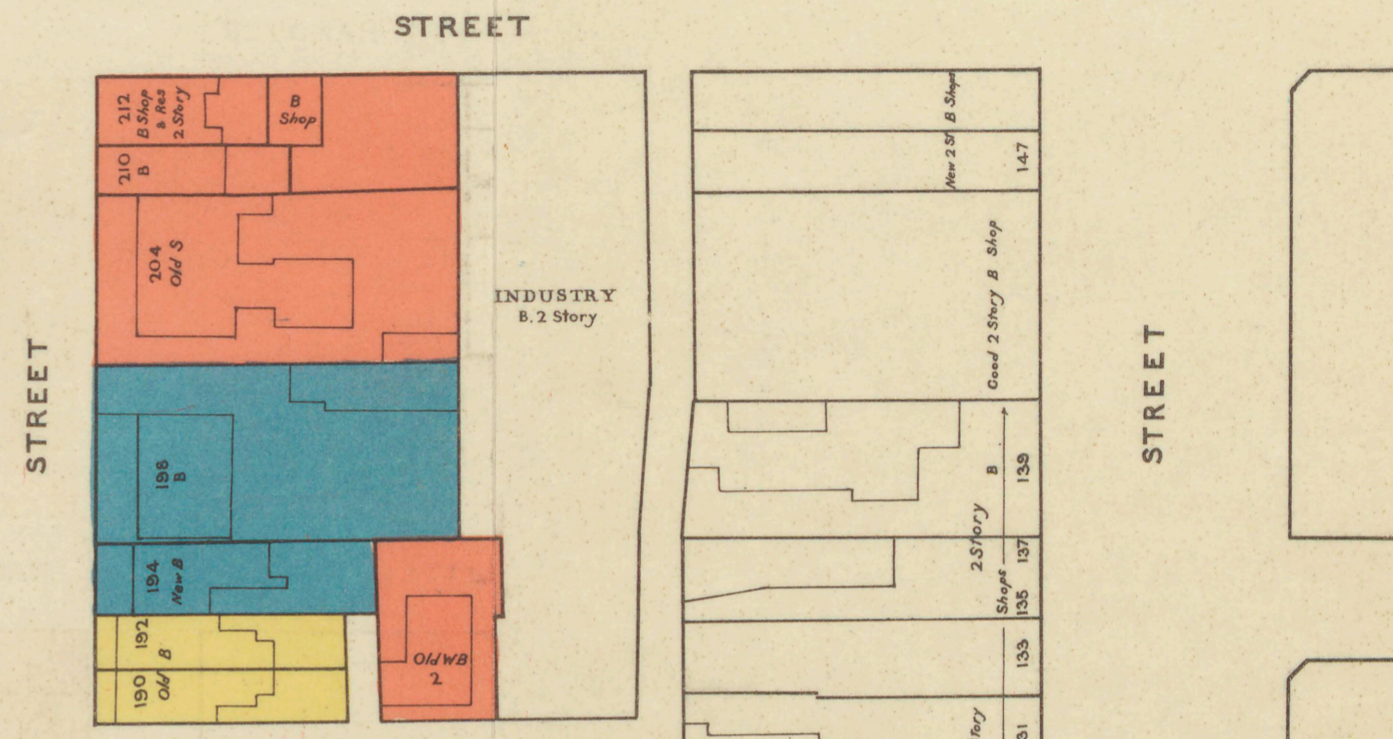 STREET
212
B Shop
& Res
2 Story
B
Shop
210
B
204
Old S
STREET
198
B
194
New B
192
B
190
Old
Old WB
2
INDUSTRY
B. 2 Story
B Shops
New 2 St
147
Good 2 Story B Shop
B
139
2 Story
137
Shops
135
133
STREET